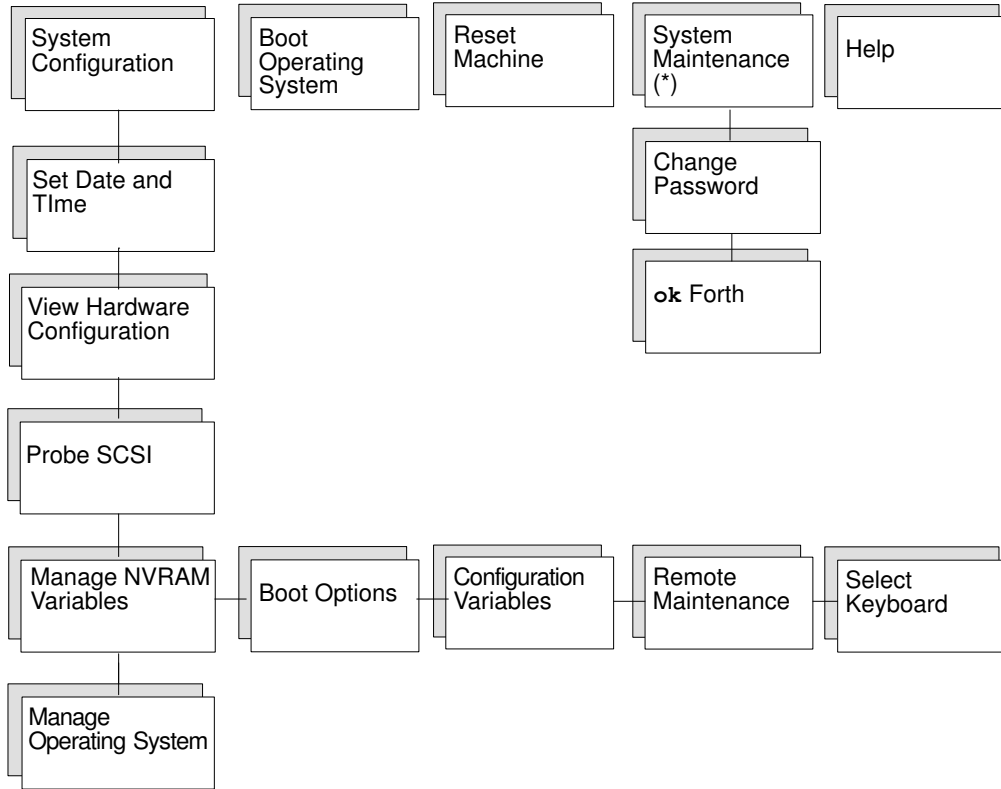 System
Configuration
Boot
Operating
System
Reset
Machine
System
Maintenance
(*)
Help
Set Date and
TIme
Change
Password
View Hardware
Configuration
ok Forth
Probe SCSI
Manage NVRAM
Variables
Boot Options
Configuration
Variables
Remote
Maintenance
Select
Keyboard
Manage
Operating System